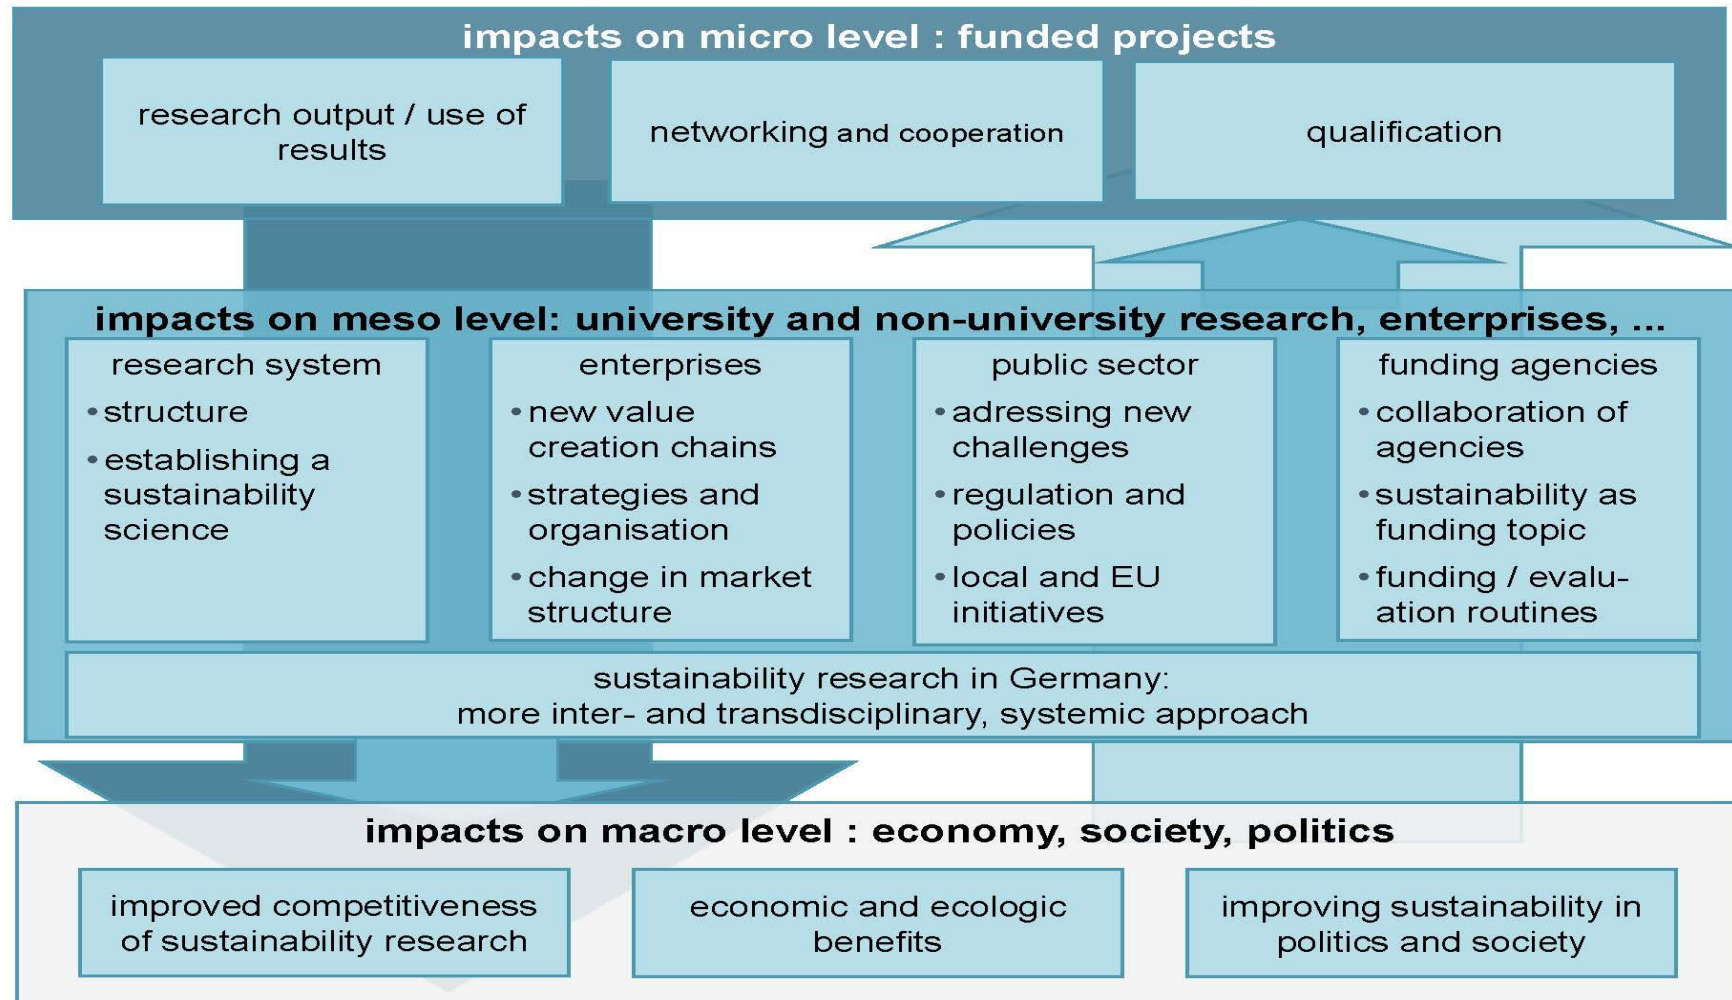 impacts on micro level : funded projects
research output / use of
results
networking and cooperation
qualification
impacts on meso level: university and non-university research, enterprises, ...
research system
• structure
• establishing a
sustainability
science
enterprises
• new value
creation chains
• strategies and
organisation
• change in market
structure
public sector
• adressing new
challenges
• regulation and
policies
• local and EU
initiatives
funding agencies
• collaboration of
agencies
• sustainability as
funding topic
• funding / evalu-
ation routines
sustainability research in Germany:
more inter- and transdisciplinary, systemic approach
impacts on macro level : economy, society, politics
improved competitiveness
of sustainability research
economic and ecologic
benefits
improving sustainability in
politics and society